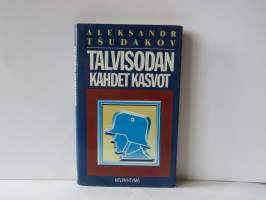 ALEKSANDR
TŠUDAKOV
TALVISODAN
KAHDET KASVOT